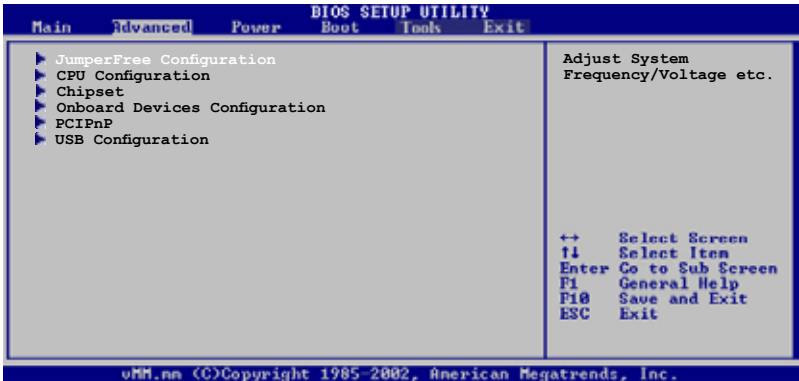 BIOS SETUP UTILITY
Main Advanced Power Boot Tools Exit
JumperFree Configuration
CPU Configuration
Chipset
Onboard Devices Configuration
PCIPnP
USB Configuration
Adjust System
Frequency/Voltage etc.
←→ Select Screen
↑↓ Select Item
Enter Go to Sub Screen
F1 General Help
F10 Save and Exit
ESC Exit
vMM.mm (C)Copyright 1985-2002, American Megatrends, Inc.